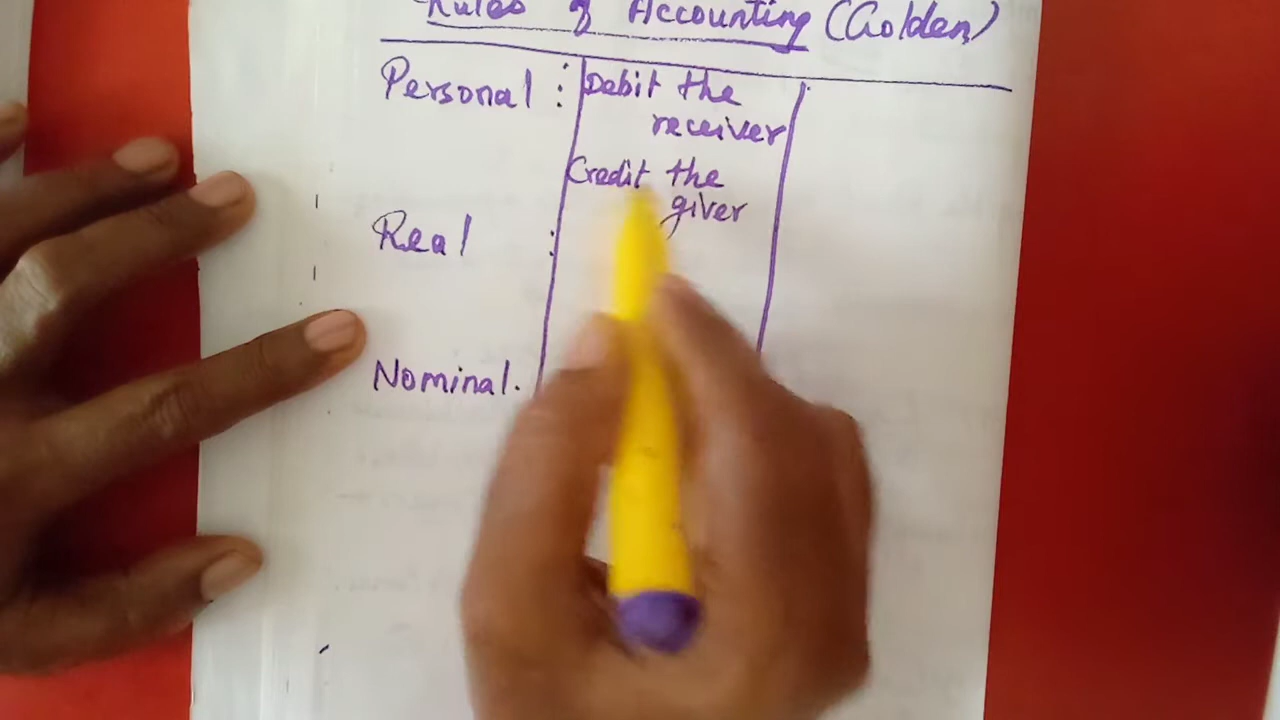 Rules of Accounting (Golden)
Personal : Debit the
receiver
Credit the
giver
Real :
Nominal.